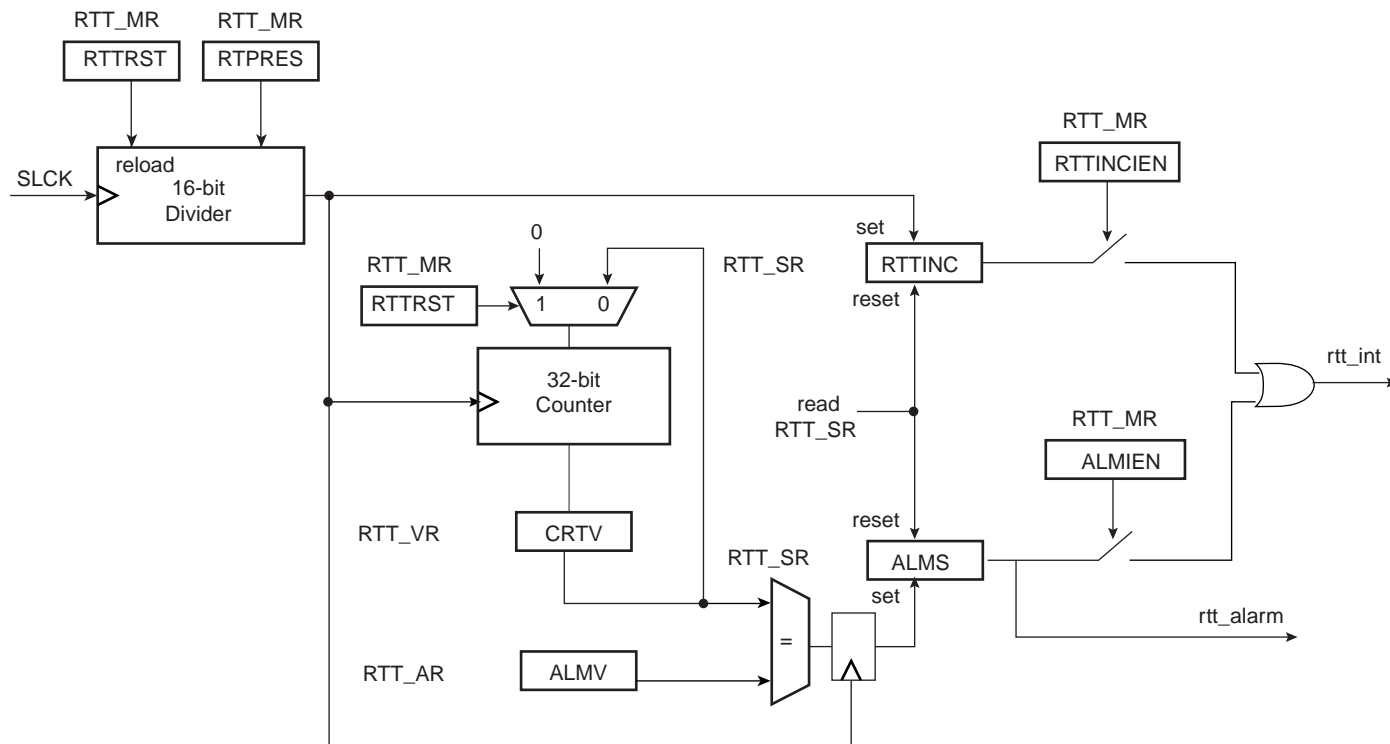 RTT_MR
RTTRST
RTT_MR
RTPRES
SLCK
reload
16-bit
Divider
RTT_MR
RTTINCIEN
0
RTT_MR
RTTRST
1 0
RTT_SR
set
RTTINC
reset
32-bit
Counter
read
RTT_SR
rtt_int
RTT_MR
ALMIEN
RTT_VR
CRTV
reset
ALMS
set
RTT_SR
=
rtt_alarm
RTT_AR
ALMV